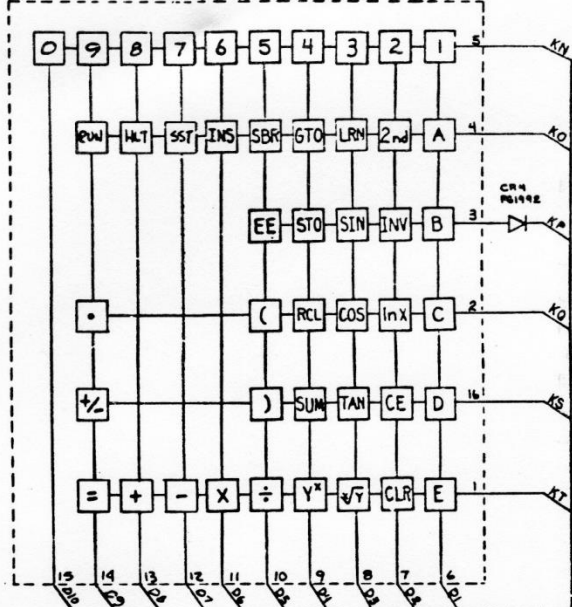 0 9 8 7 6 5 4 3 2 1 5 KN
RUN HLT SST INS SBR GTO LRN 2nd A 4 KO
CR4
PG1992
EE STO SIN INV B 3 KP
• ( RCL COS lnX C 2 KQ
+/- ) SUM TAN CE D 16 KS
= + - X ÷ Yˣ ˣ√Y CLR E 1 KT
15 14 13 12 11 10 9 8 7 6
D10 D9 D8 D7 D6 D5 D4 D3 D2 D1